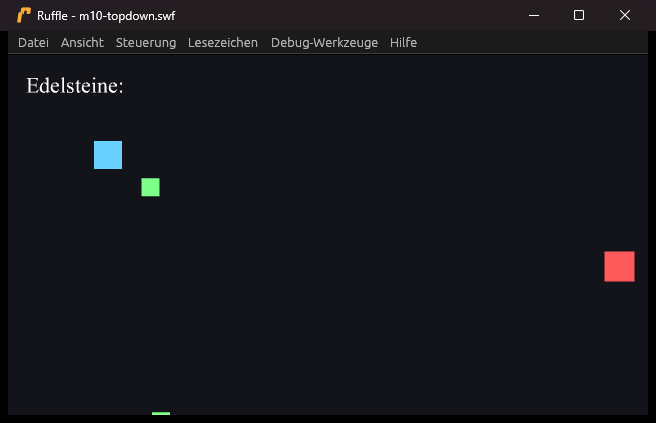 Ruffle - m10-topdown.swf
Datei Ansicht Steuerung Lesezeichen Debug-Werkzeuge Hilfe
Edelsteine: